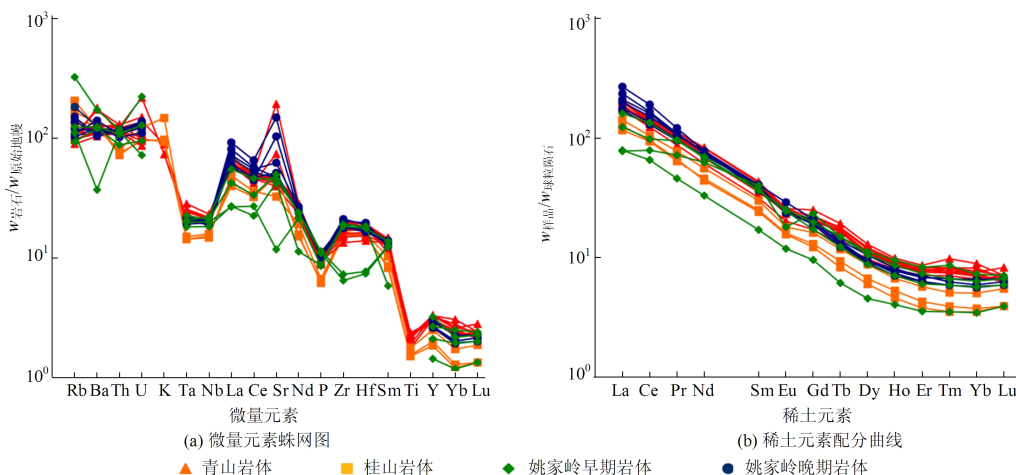 10³
10²
10¹
10⁰
w岩石/w原始地幔
Rb Ba Th U K Ta Nb La Ce Sr Nd P Zr Hf Sm Ti Y Yb Lu
微量元素
(a) 微量元素蛛网图
10³
10²
10¹
10⁰
w样品/w球粒陨石
La Ce Pr Nd Sm Eu Gd Tb Dy Ho Er Tm Yb Lu
稀土元素
(b) 稀土元素配分曲线
青山岩体 桂山岩体 姚家岭早期岩体 姚家岭晚期岩体